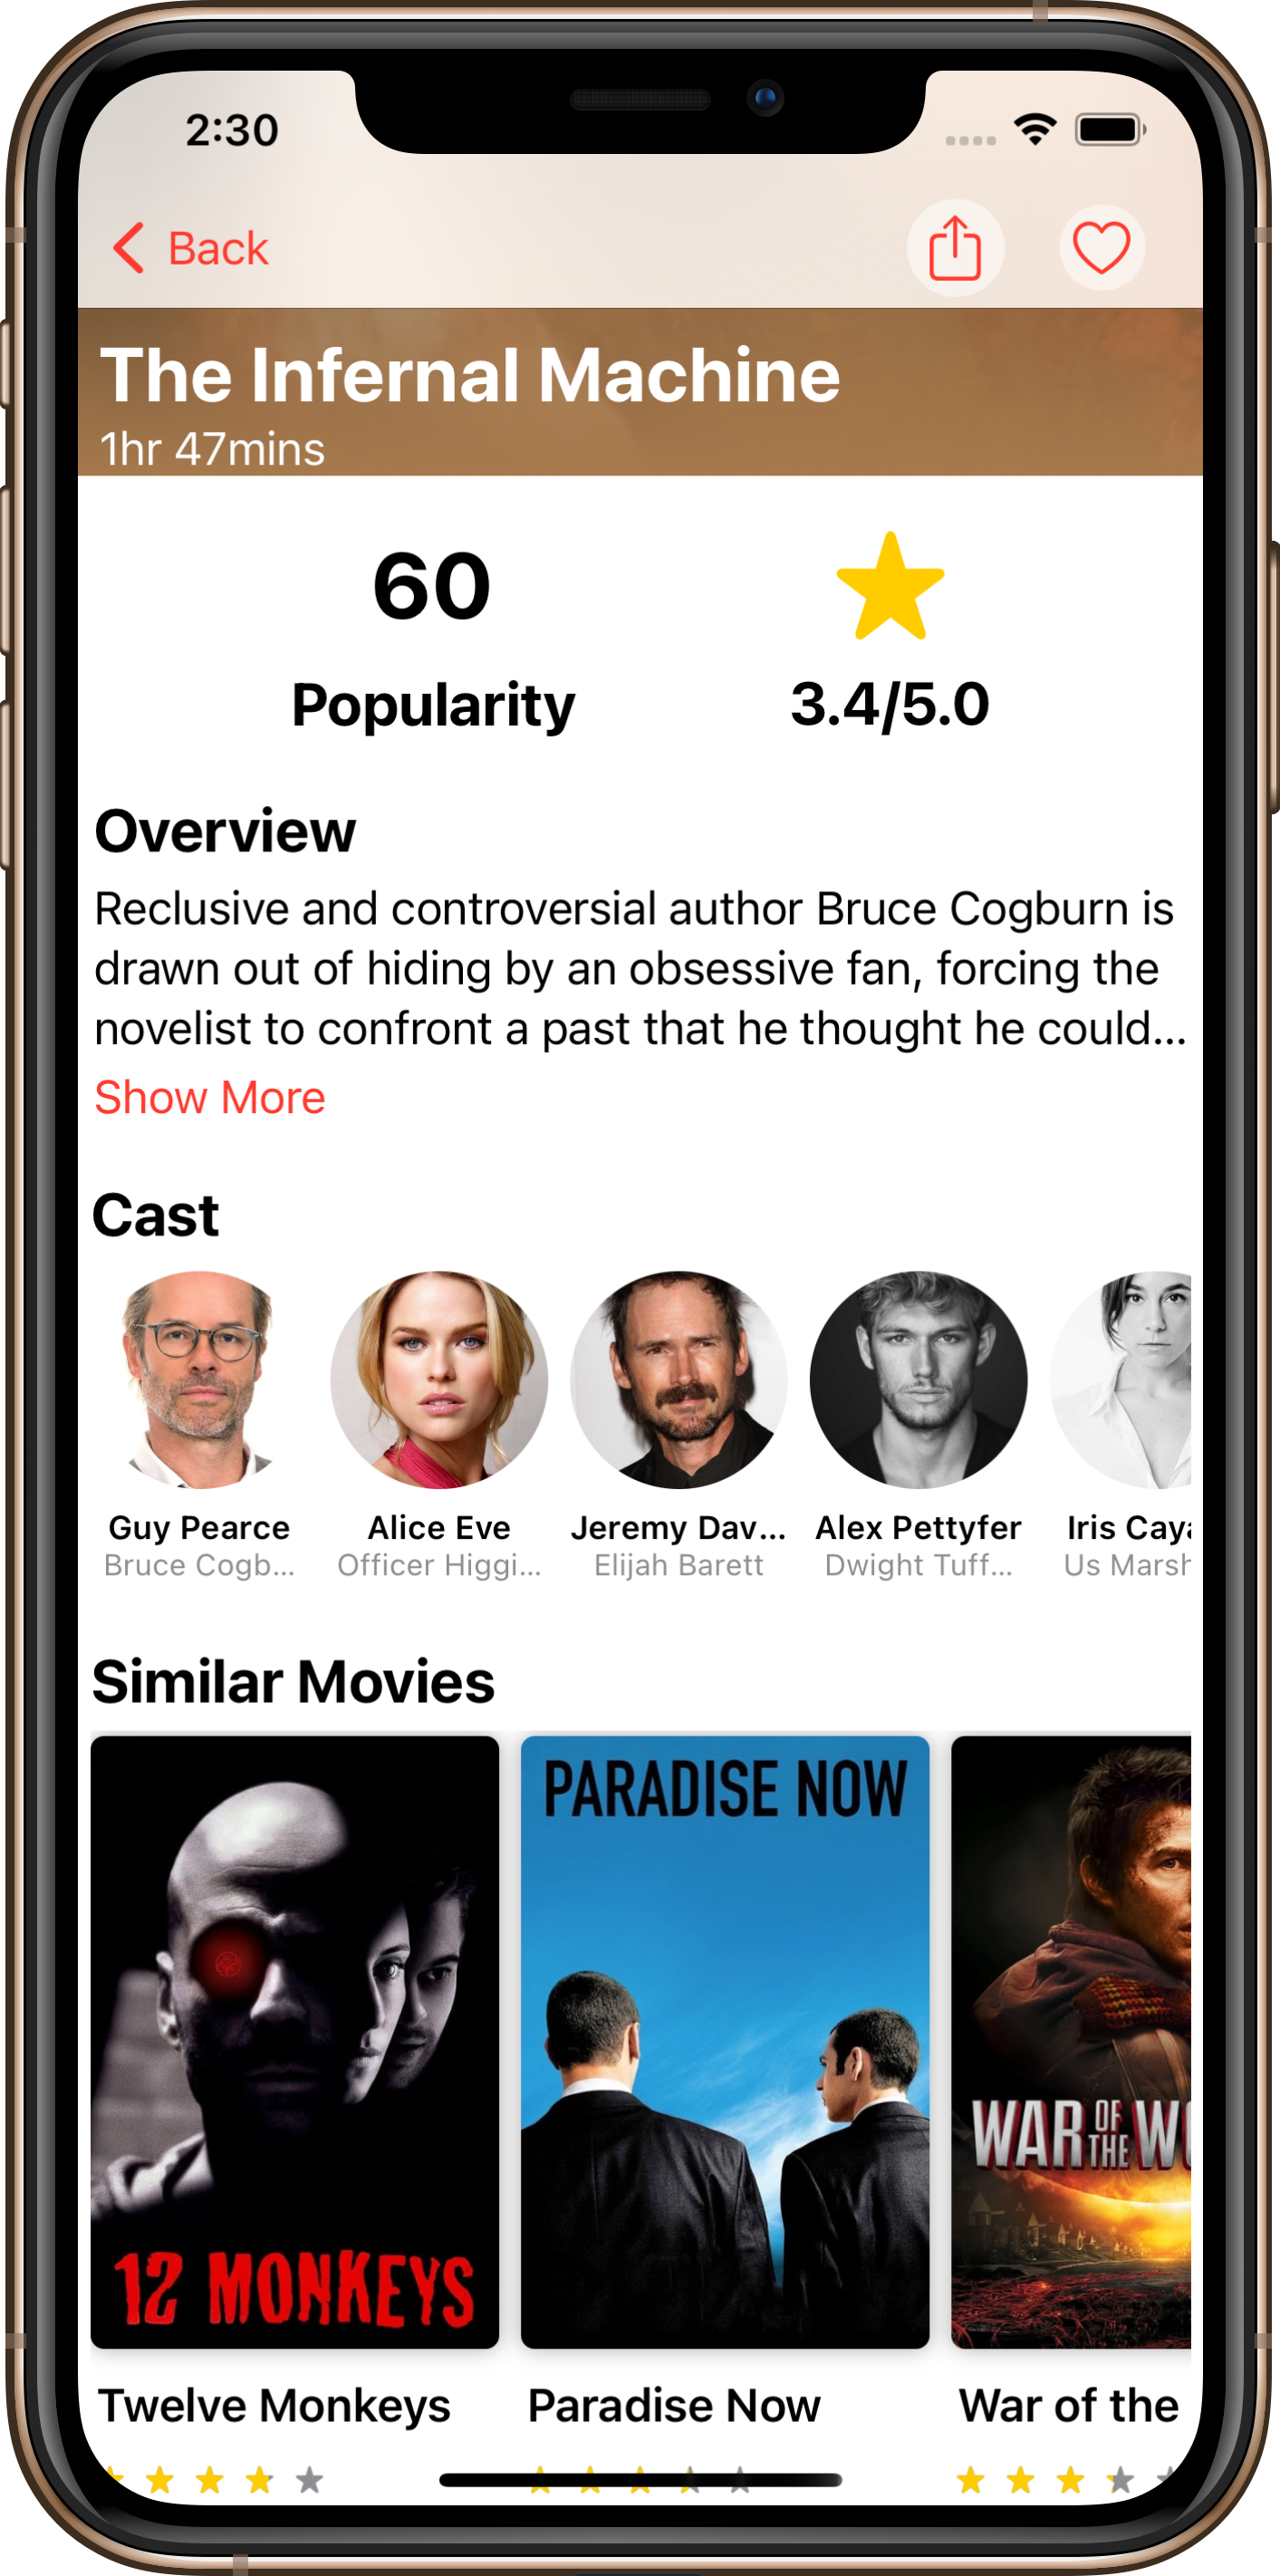 2:30
Back
The Infernal Machine
1hr 47mins
60
Popularity
3.4/5.0
Overview
Reclusive and controversial author Bruce Cogburn is
drawn out of hiding by an obsessive fan, forcing the
novelist to confront a past that he thought he could...
Show More
Cast
Guy Pearce
Alice Eve
Jeremy Dav...
Alex Pettyfer
Iris Caya
Bruce Cogb...
Officer Higgi...
Elijah Barett
Dwight Tuff...
Us Marsh
Similar Movies
12 MONKEYS
PARADISE NOW
WAR OF THE WO
Twelve Monkeys
Paradise Now
War of the